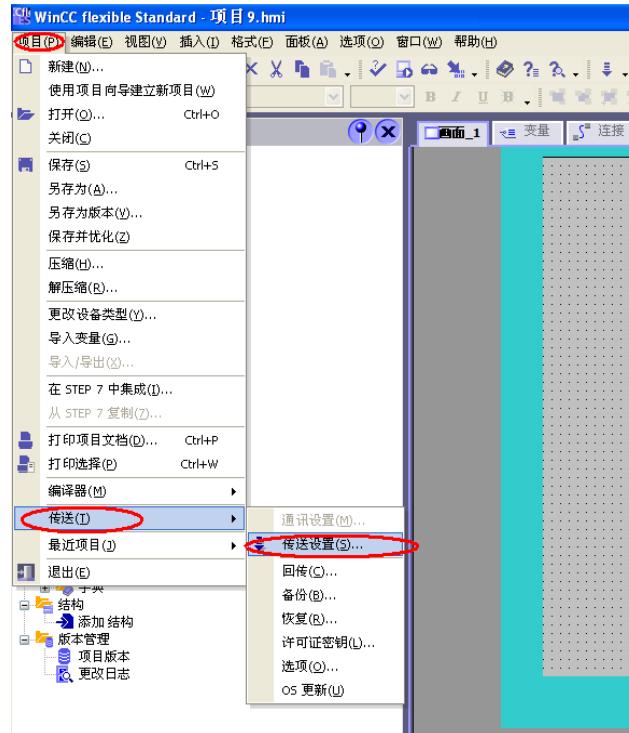 WinCC flexible Standard - 项目9.hmi
项目(P) 编辑(E) 视图(V) 插入(I) 格式(F) 面板(A) 选项(O) 窗口(W) 帮助(H)
新建(N)...
使用项目向导建立新项目(W)
打开(O)... Ctrl+O
B I U
关闭(C)
画面_1 变量 连接
保存(S) Ctrl+S
另存为(A)...
另存为版本(V)...
保存并优化(Z)
压缩(H)...
解压缩(R)...
更改设备类型(Y)...
导入变量(G)...
导入/导出(X)...
在 STEP 7 中集成(I)...
从 STEP 7 复制(7)...
打印项目文档(D)... Ctrl+P
打印选择(P) Ctrl+W
编译器(M)
传送(T)
最近项目(J)
退出(E)
通讯设置(M)...
传送设置(S)...
回传(C)...
备份(B)...
恢复(R)...
许可证密钥(L)...
选项(O)...
OS 更新(U)
字典
结构
添加 结构
版本管理
项目版本
更改日志